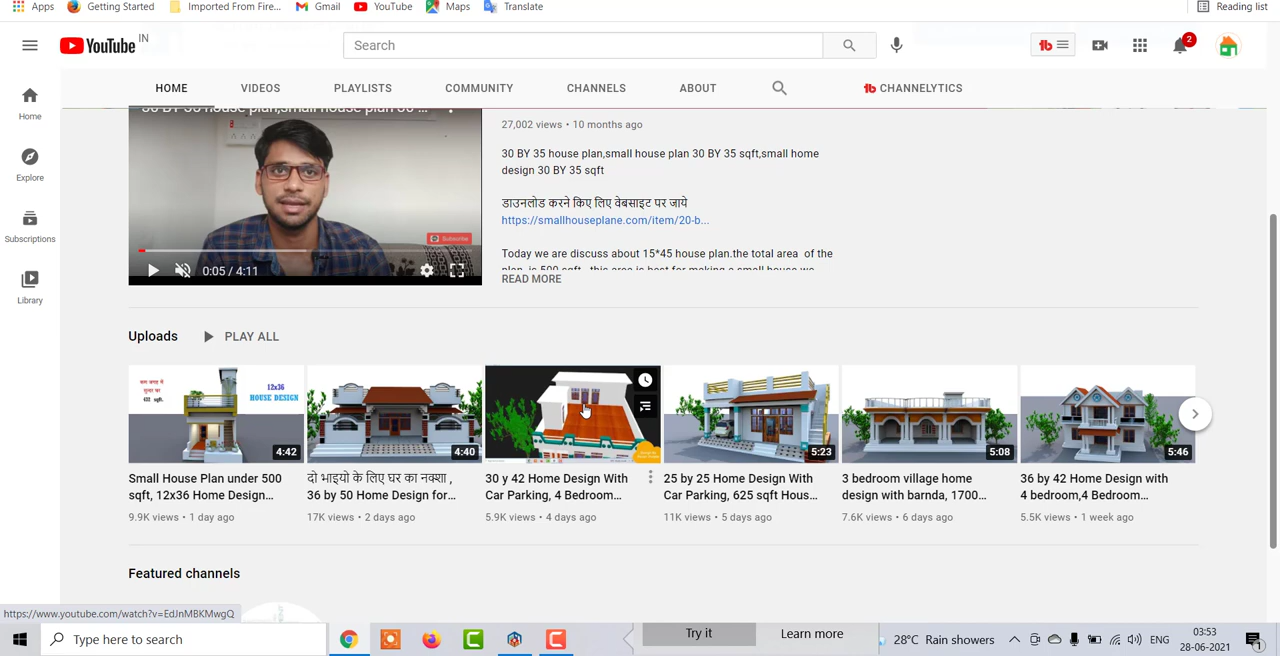 Apps Getting Started Imported From Fire... Gmail YouTube Maps Translate Reading list
YouTube IN
Search
2
HOME VIDEOS PLAYLISTS COMMUNITY CHANNELS ABOUT CHANNELYTICS
Home
Explore
Subscriptions
Library
27,002 views • 10 months ago
30 BY 35 house plan,small house plan 30 BY 35 sqft,small home
design 30 BY 35 sqft
डाउनलोड करने किए लिए वेबसाइट पर जाये
https://smallhouseplane.com/item/20-b...
Today we are discuss about 15*45 house plan.the total area of the
READ MORE
Subscribe
0:05 / 4:11
Uploads PLAY ALL
12x36
HOUSE DESIGN
4:42
4:40
5:23
5:08
5:46
Small House Plan under 500
sqft, 12x36 Home Design...
9.9K views • 1 day ago
दो भाइयो के लिए घर का नक्शा ,
36 by 50 Home Design for...
17K views • 2 days ago
30 y 42 Home Design With
Car Parking, 4 Bedroom...
5.9K views • 4 days ago
25 by 25 Home Design With
Car Parking, 625 sqft Hous...
11K views • 5 days ago
3 bedroom village home
design with barnda, 1700...
7.6K views • 6 days ago
36 by 42 Home Design with
4 bedroom,4 Bedroom...
5.5K views • 1 week ago
Featured channels
https://www.youtube.com/watch?v=EdJnMBKMwgQ
Type here to search
Try it Learn more
28°C Rain showers
ENG
03:53
28-06-2021
1